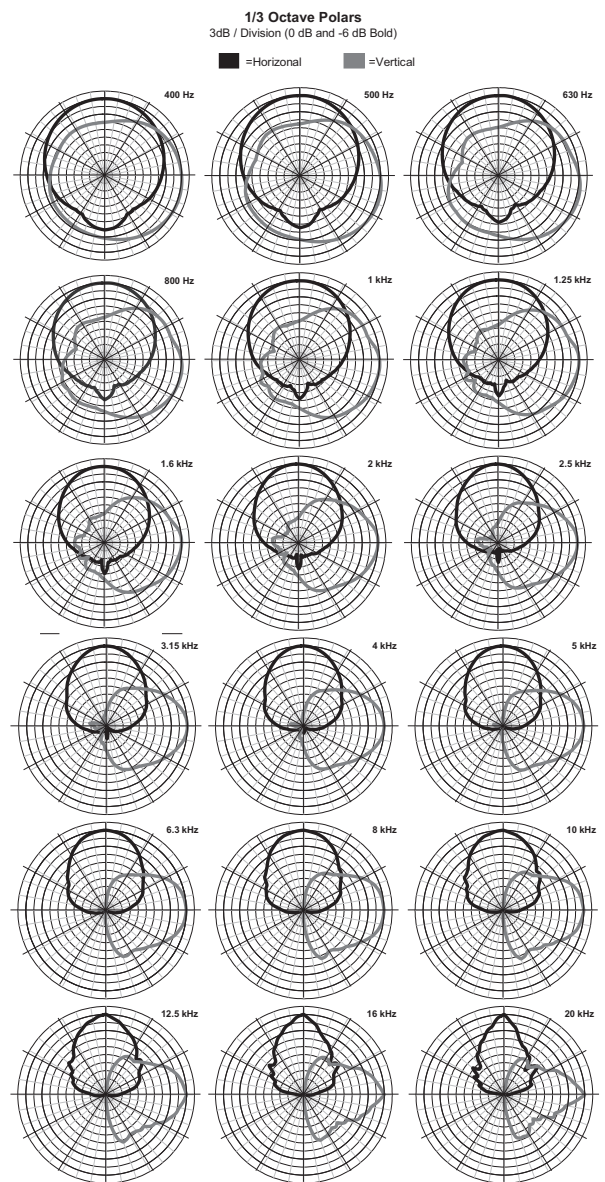 1/3 Octave Polars
3dB / Division (0 dB and -6 dB Bold)
=Horizonal =Vertical
400 Hz 500 Hz 630 Hz
800 Hz 1 kHz 1.25 kHz
1.6 kHz 2 kHz 2.5 kHz
3.15 kHz 4 kHz 5 kHz
6.3 kHz 8 kHz 10 kHz
12.5 kHz 16 kHz 20 kHz